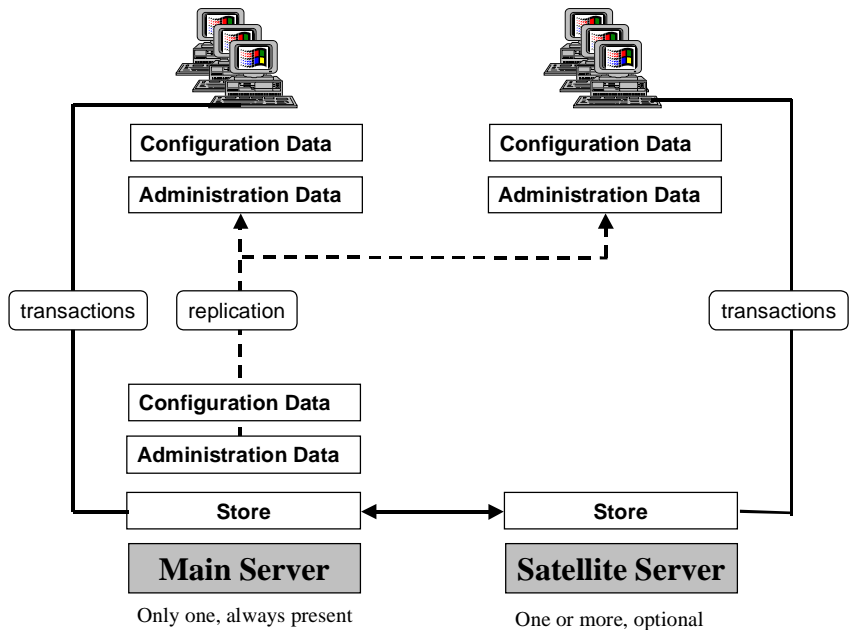 Configuration Data
Configuration Data
Administration Data
Administration Data
transactions
replication
transactions
Configuration Data
Administration Data
Store
Store
Main Server
Satellite Server
Only one, always present
One or more, optional